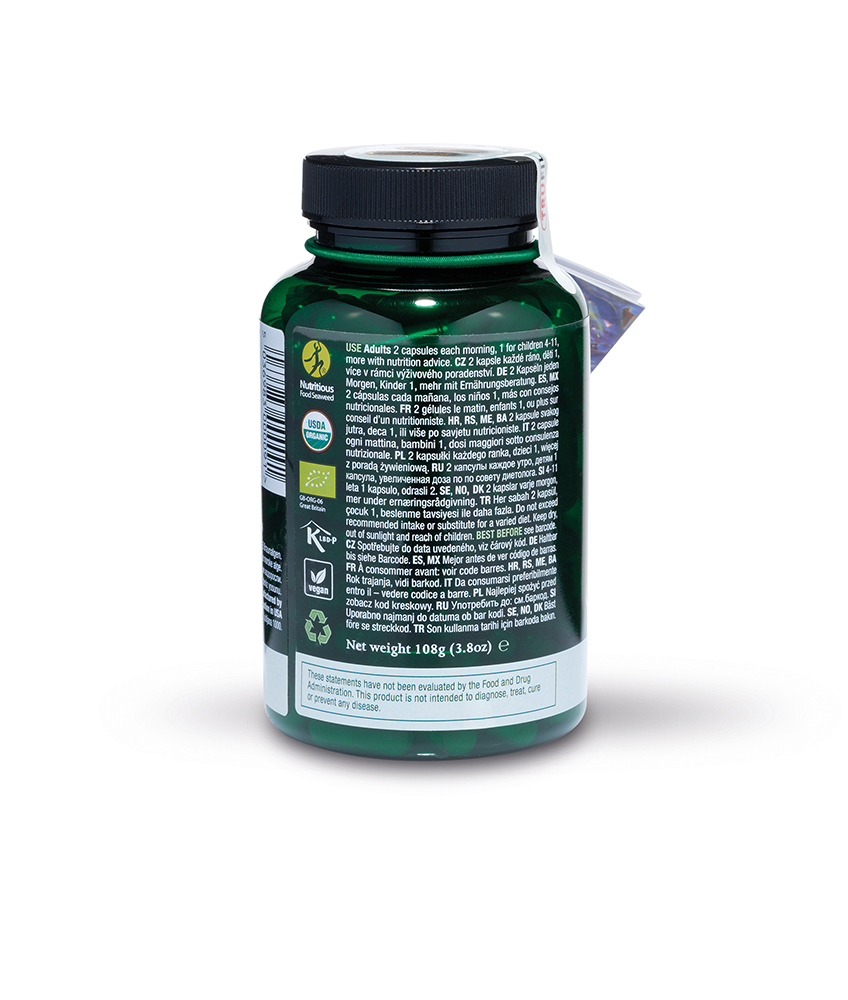 Nutritious
Food Seaweed
USDA
ORGANIC
GB-ORG-06
Great Britain
K LBD-P
vegan
USE Adults 2 capsules each morning, 1 for children 4-11,
more with nutrition advice. CZ 2 kapsle každé ráno, děti 1,
více v rámci výživového poradenství. DE 2 Kapseln jeden
Morgen, Kinder 1, mehr mit Ernährungsberatung. ES, MX
2 cápsulas cada mañana, los niños 1, más con consejos
nutricionales. FR 2 gélules le matin, enfants 1, ou plus sur
conseil d'un nutritionniste. HR, RS, ME, BA 2 kapsule svakog
jutra, deca 1, ili više po savjetu nutricioniste. IT 2 capsule
ogni mattina, bambini 1, dosi maggiori sotto consulenza
nutrizionale. PL 2 kapsułki każdego ranka, dzieci 1, więcej
z poradą żywieniową. RU 2 капсулы каждое утро, детям 1
капсула, увеличенная доза по по совету диетолога. SI 4-11
leta 1 kapsulo, odrasli 2. SE, NO, DK 2 kapslar varje morgon,
mer under ernæringsrådgivning. TR Her sabah 2 kapsül,
çocuk 1, beslenme tavsiyesi ile daha fazla. Do not exceed
recommended intake or substitute for a varied diet. Keep dry,
out of sunlight and reach of children. BEST BEFORE see barcode.
CZ Spotřebujte do data uvedeného, viz čárový kód. DE Haltbar
bis siehe Barcode. ES, MX Mejor antes de ver código de barras.
FR À consommer avant: voir code barres. HR, RS, ME, BA
Rok trajanja, vidi barkod. IT Da consumarsi preferibilmente
entro il – vedere codice a barre. PL Najlepiej spożyć przed
zobacz kod kreskowy. RU Употребить до: см.баркод. SI
Uporabno najmanj do datuma ob bar kodi. SE, NO, DK Bäst
före se streckkod. TR Son kullanma tarihi için barkoda bakın.
Net weight 108g (3.8oz) e
These statements have not been evaluated by the Food and Drug
Administration. This product is not intended to diagnose, treat, cure
or prevent any disease.